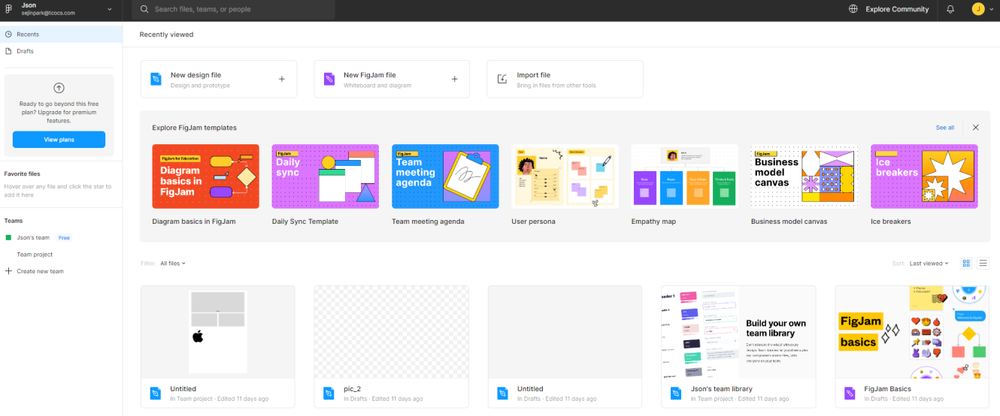 Json
sejinpark@tcocs.com
Search files, teams, or people
Explore Community
J
Recents
Drafts
Ready to go beyond this free
plan? Upgrade for premium
features.
View plans
Favorite files
Hover over any file and click the star to
add it here
Teams
Json's team Free
Team project
Create new team
Recently viewed
New design file
Design and prototype
New FigJam file
Whiteboard and diagram
Import file
Bring in files from other tools
Explore FigJam templates
See all
FigJam for Education
Diagram
basics in
FigJam
Diagram basics in FigJam
FigJam
Daily
sync
Daily Sync Template
FigJam
Team
meeting
agenda
Team meeting agenda
Name
User persona
Empathy map
FigJam
Business
model
canvas
Business model canvas
FigJam
Ice
breakers
Ice breakers
Filter: All files
Sort: Last viewed
Untitled
In Team project · Edited 11 days ago
pic_2
In Drafts · Edited 11 days ago
Untitled
In Drafts · Edited 11 days ago
Build your own
team library
Json's team library
In Team project · Edited 11 days ago
FigJam
basics
FigJam Basics
In Drafts · Edited 11 days ago